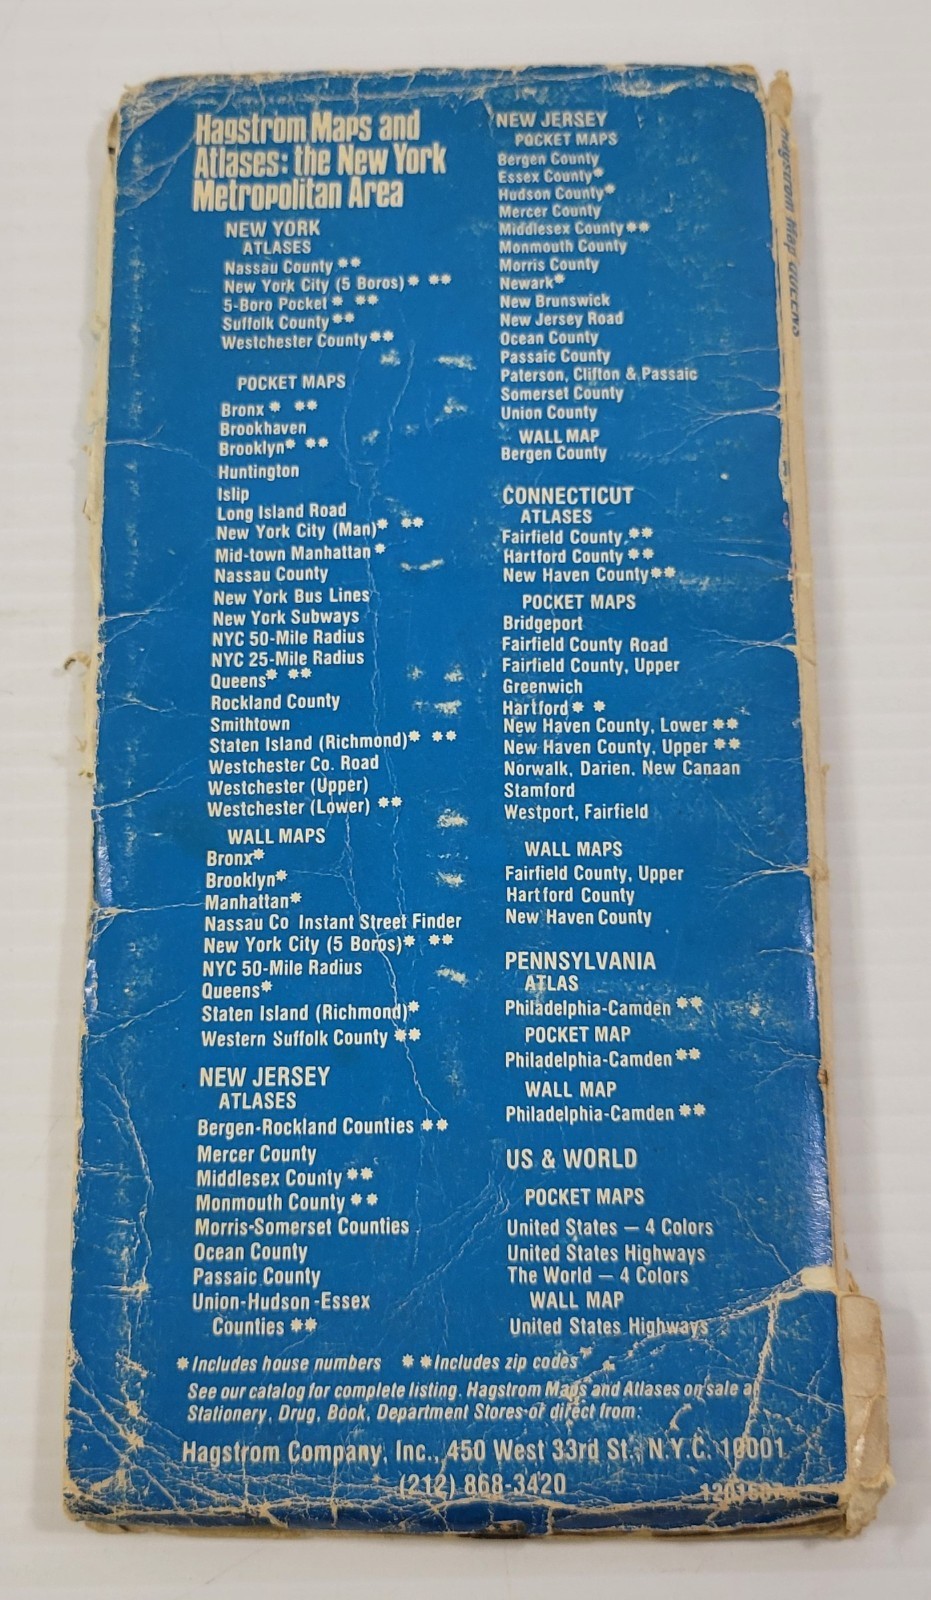 Hagstrom Maps and
Atlases: the New York
Metropolitan Area
NEW YORK
ATLASES
Nassau County **
New York City (5 Boros) * **
5-Boro Pocket * **
Suffolk County **
Westchester County **
POCKET MAPS
Bronx * **
Brookhaven
Brooklyn* **
Huntington
Islip
Long Island Road
New York City (Man)* **
Mid-town Manhattan *
Nassau County
New York Bus Lines
New York Subways
NYC 50-Mile Radius
NYC 25-Mile Radius
Queens* **
Rockland County
Smithtown
Staten Island (Richmond)* **
Westchester Co. Road
Westchester (Upper)
Westchester (Lower) **
WALL MAPS
Bronx*
Brooklyn*
Manhattan*
Nassau Co Instant Street Finder
New York City (5 Boros)* **
NYC 50-Mile Radius
Queens*
Staten Island (Richmond)*
Western Suffolk County **
NEW JERSEY
ATLASES
Bergen-Rockland Counties **
Mercer County
Middlesex County **
Monmouth County **
Morris-Somerset Counties
Ocean County
Passaic County
Union-Hudson-Essex
Counties **
NEW JERSEY
POCKET MAPS
Bergen County
Essex County*
Hudson County*
Mercer County
Middlesex County **
Monmouth County
Morris County
Newark*
New Brunswick
New Jersey Road
Ocean County
Passaic County
Paterson, Clifton & Passaic
Somerset County
Union County
WALL MAP
Bergen County
CONNECTICUT
ATLASES
Fairfield County **
Hartford County **
New Haven County **
POCKET MAPS
Bridgeport
Fairfield County Road
Fairfield County, Upper
Greenwich
Hartford * *
New Haven County, Lower **
New Haven County, Upper **
Norwalk, Darien, New Canaan
Stamford
Westport, Fairfield
WALL MAPS
Fairfield County, Upper
Hartford County
New Haven County
PENNSYLVANIA
ATLAS
Philadelphia-Camden **
POCKET MAP
Philadelphia-Camden **
WALL MAP
Philadelphia-Camden **
US & WORLD
POCKET MAPS
United States — 4 Colors
United States Highways
The World — 4 Colors
WALL MAP
United States Highways
*Includes house numbers **Includes zip codes
See our catalog for complete listing. Hagstrom Maps and Atlases on sale at
Stationery, Drug, Book, Department Stores or direct from:
Hagstrom Company, Inc., 450 West 33rd St., N.Y.C. 10001
(212) 868-3420
Hagstrom Map QUEENS